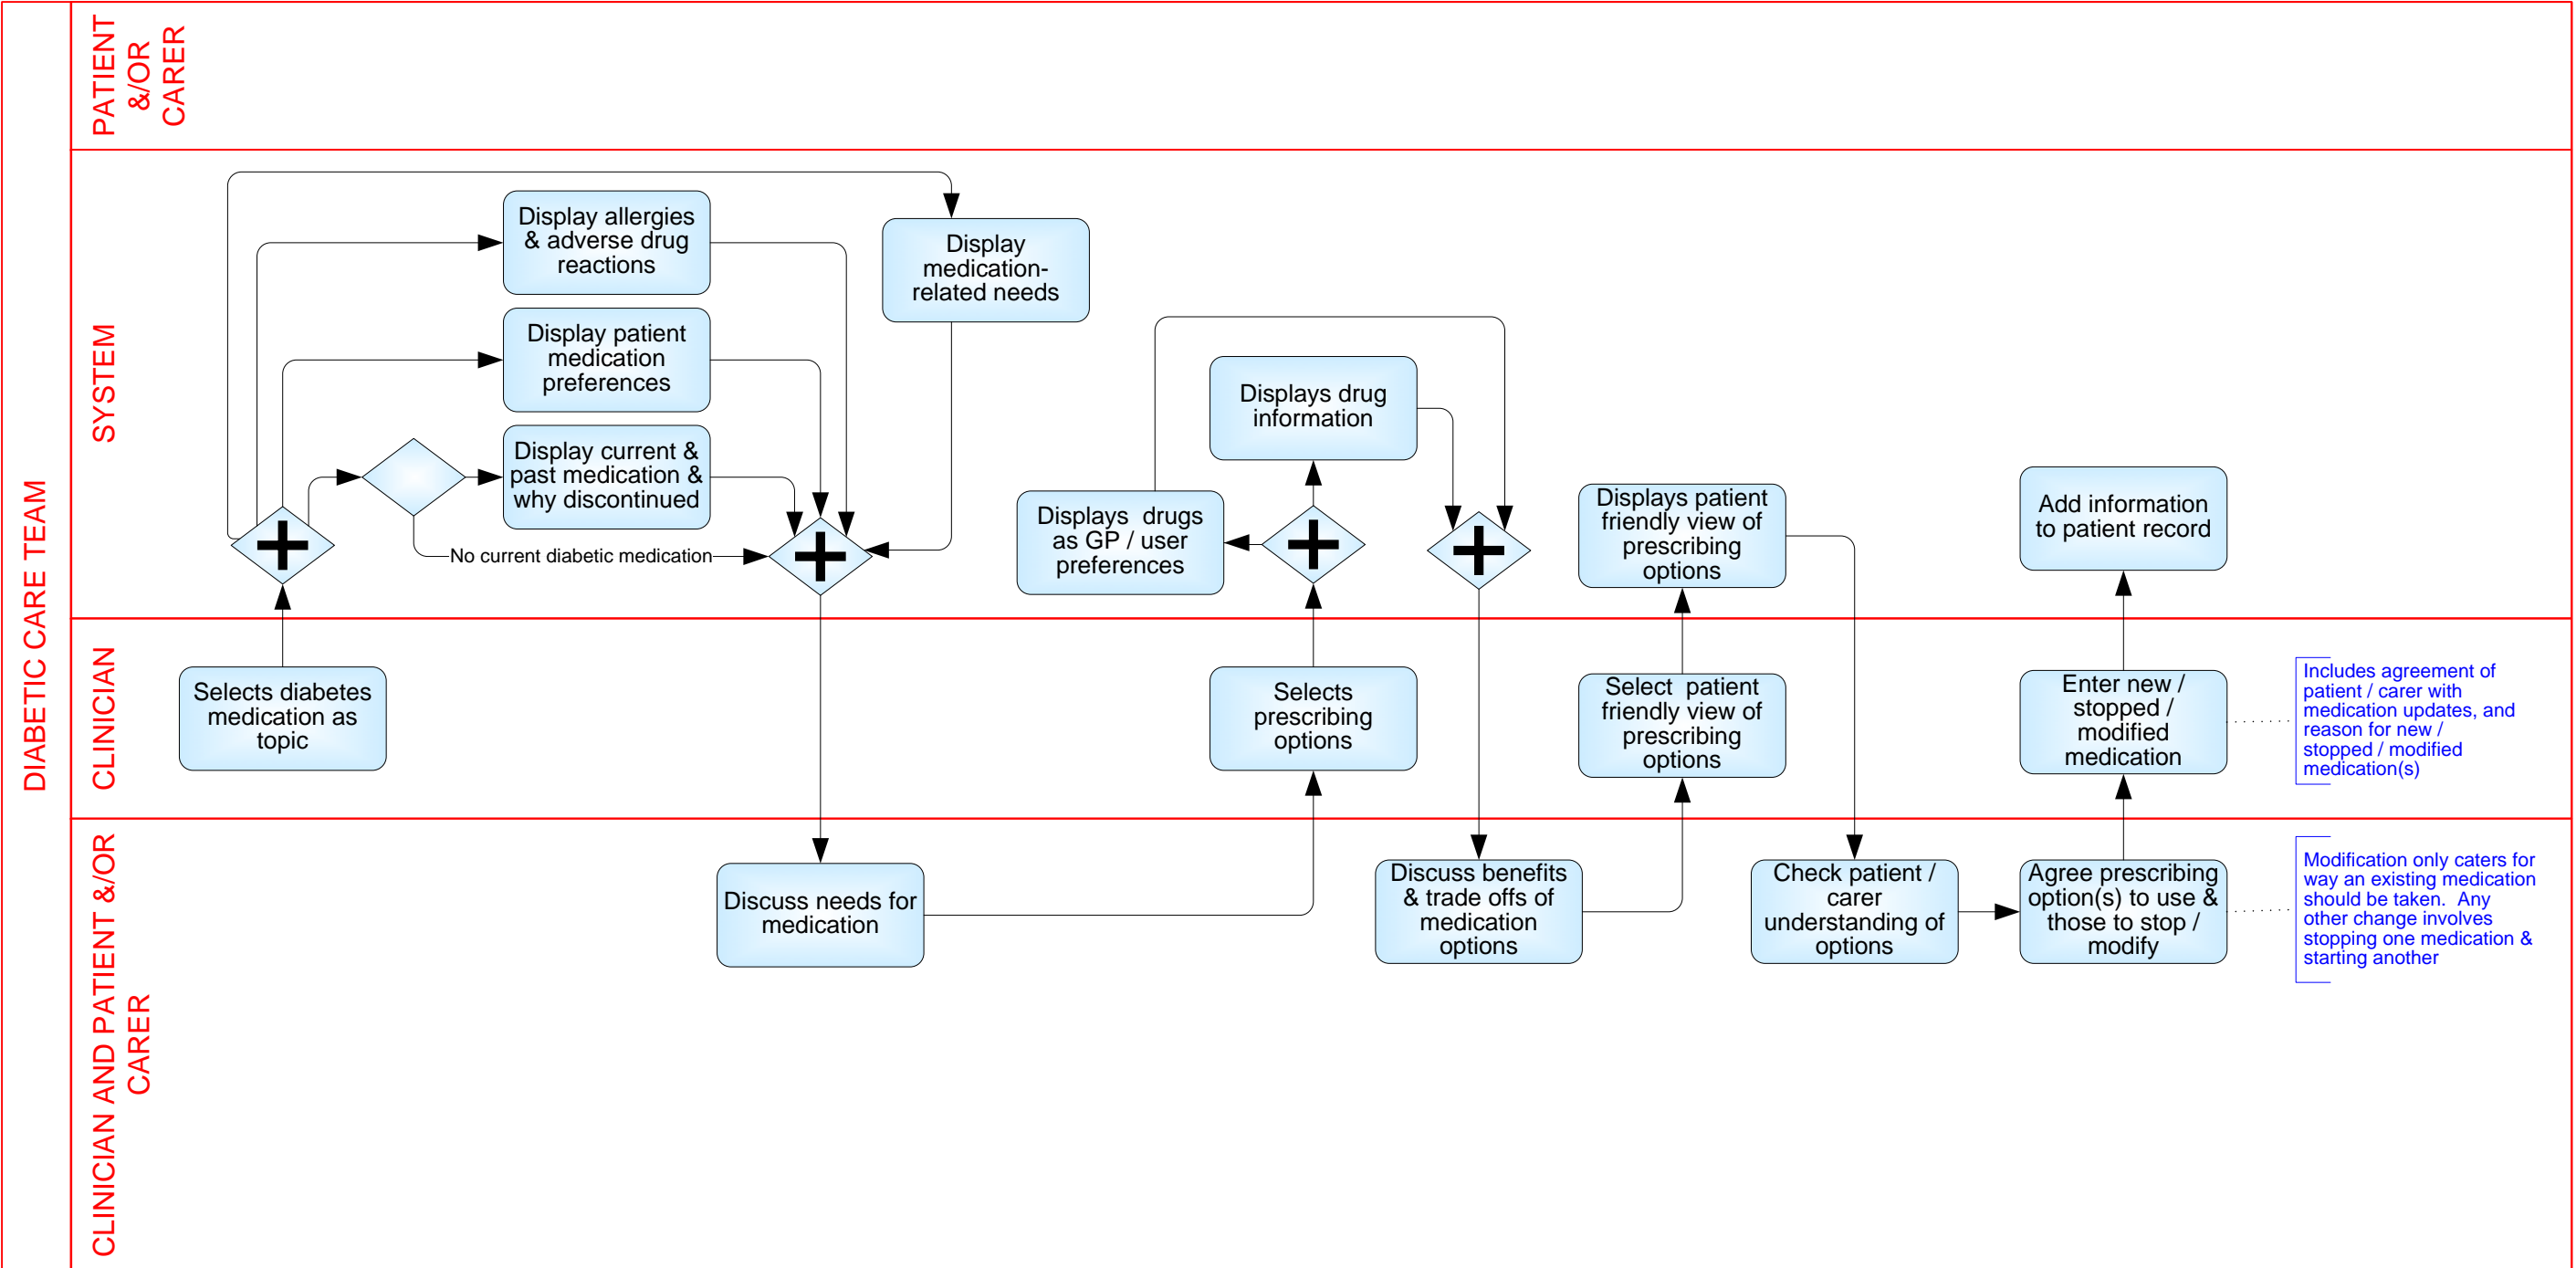 DIABETIC CARE TEAM
PATIENT
&/OR
CARER
SYSTEM
Display allergies
& adverse drug
reactions
Display
medication-
related needs
Display patient
medication
preferences
Display current &
past medication &
why discontinued
No current diabetic medication
Displays drug
information
Displays  drugs
as GP / user
preferences
Displays patient
friendly view of
prescribing
options
Add information
to patient record
CLINICIAN
Selects diabetes
medication as
topic
Selects
prescribing
options
Select  patient
friendly view of
prescribing
options
Enter new /
stopped /
modified
medication
Includes agreement of
patient / carer with
medication updates, and
reason for new /
stopped / modified
medication(s)
CLINICIAN AND PATIENT &/OR
CARER
Discuss needs for
medication
Discuss benefits
& trade offs of
medication
options
Check patient /
carer
understanding of
options
Agree prescribing
option(s) to use &
those to stop /
modify
Modification only caters for
way an existing medication
should be taken.  Any
other change involves
stopping one medication &
starting another